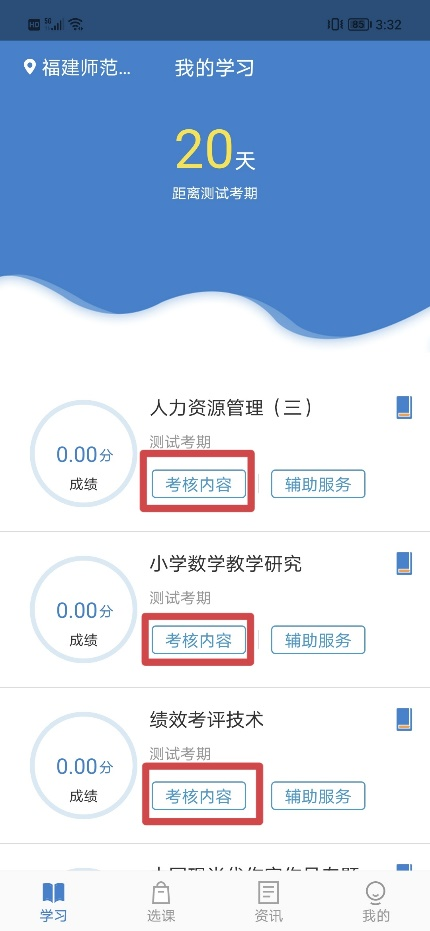 HD 5G 85 3:32
福建师范... 我的学习
20天
距离测试考期
人力资源管理（三）
测试考期
0.00分
成绩
考核内容 辅助服务
小学数学教学研究
测试考期
0.00分
成绩
考核内容 辅助服务
绩效考评技术
测试考期
0.00分
成绩
考核内容 辅助服务
学习 选课 资讯 我的